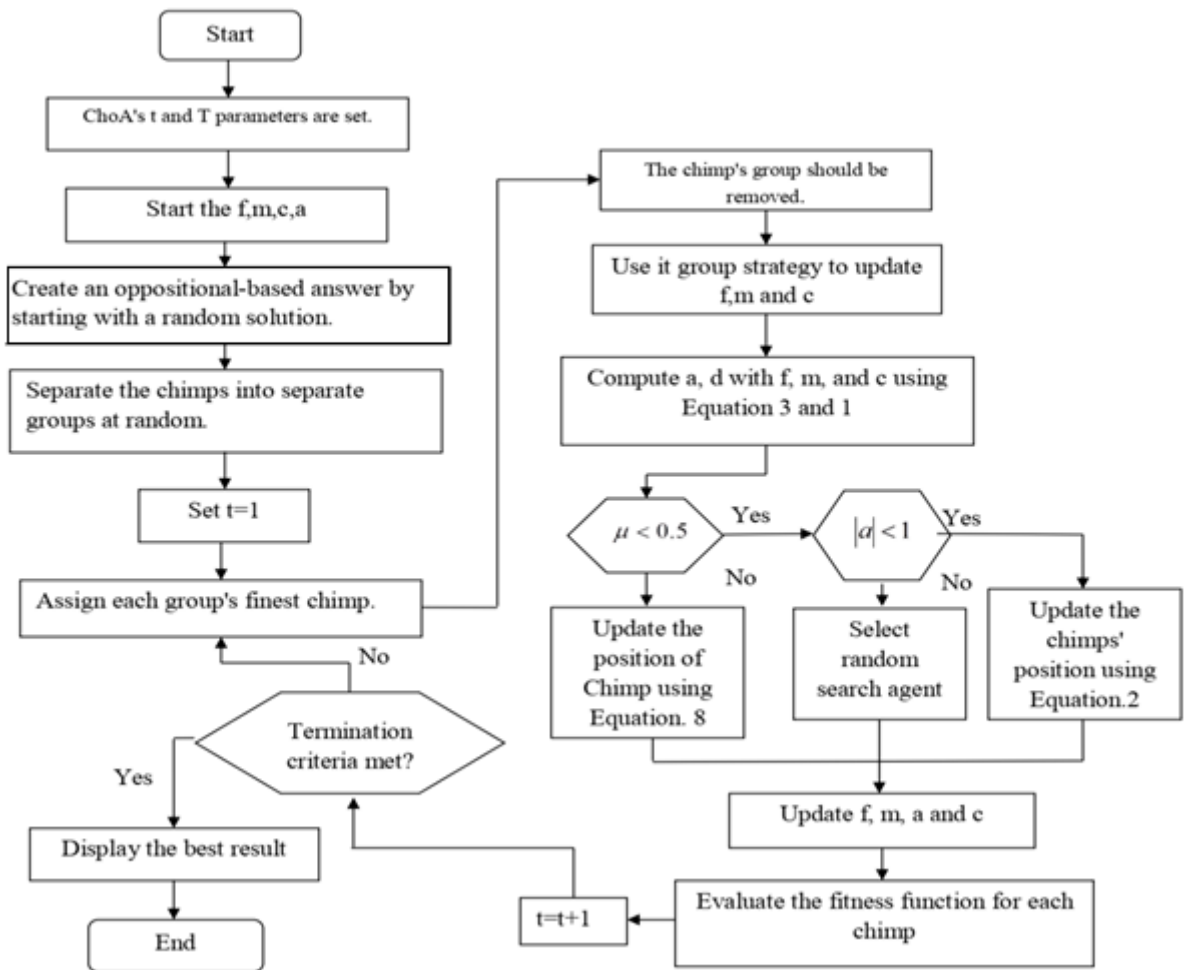 Start
ChoA's t and T parameters are set.
Start the f,m,c,a
Create an oppositional-based answer by
starting with a random solution.
Separate the chimps into separate
groups at random.
Set t=1
Assign each group's finest chimp.
The chimp's group should be
removed.
Use it group strategy to update
f,m and c
Compute a, d with f, m, and c using
Equation 3 and 1
μ < 0.5
Yes
|a| < 1
Yes
No
No
Update the
position of
Chimp using
Equation. 8
Select
random
search agent
Update the
chimps'
position using
Equation.2
Update f, m, a and c
Evaluate the fitness function for each
chimp
t=t+1
Termination
criteria met?
No
Yes
Display the best result
End